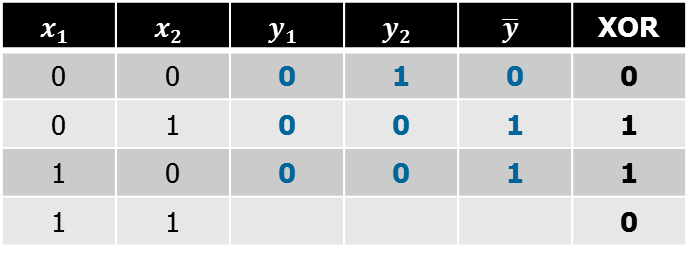 x₁ x₂ y₁ y₂ y̅ XOR
0 0 0 1 0 0
0 1 0 0 1 1
1 0 0 0 1 1
1 1 0